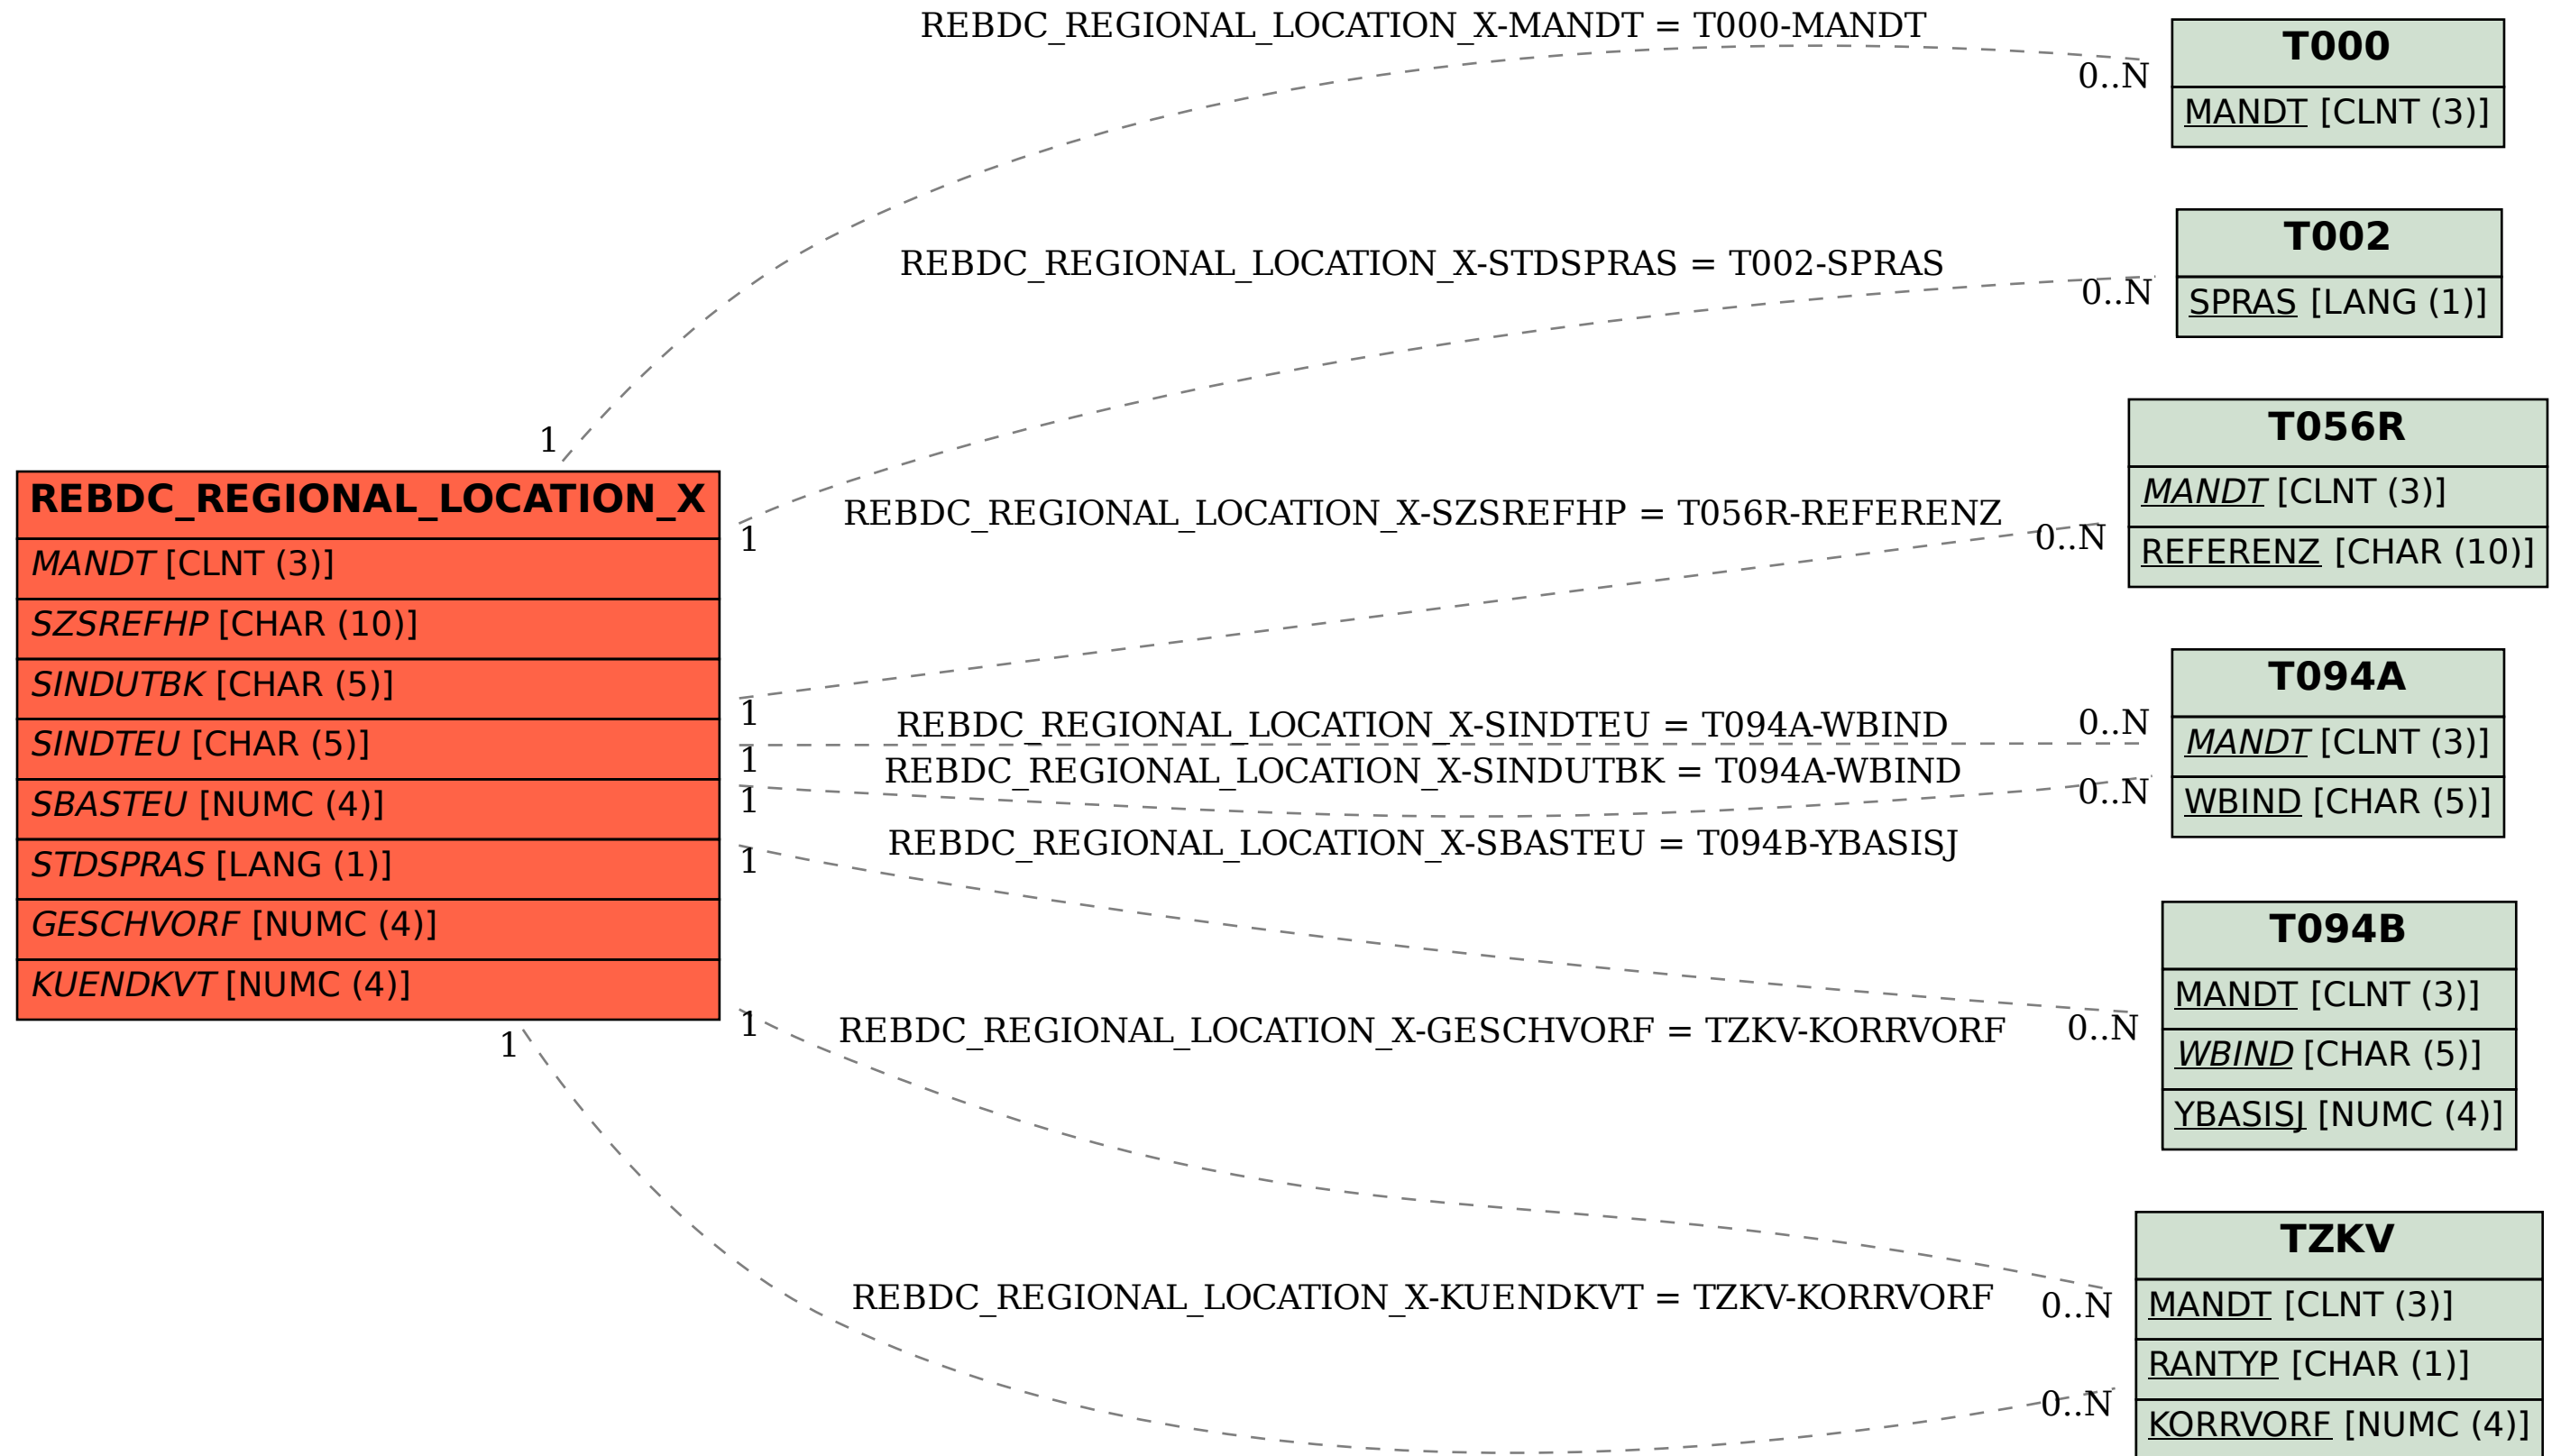 REBDC_REGIONAL_LOCATION_X-MANDT = T000-MANDT
0..N
1
T000
MANDT [CLNT (3)]
REBDC_REGIONAL_LOCATION_X-STDSPRAS = T002-SPRAS
0..N
1
T002
SPRAS [LANG (1)]
REBDC_REGIONAL_LOCATION_X-SZSREFHP = T056R-REFERENZ
0..N
1
T056R
MANDT [CLNT (3)]
REFERENZ [CHAR (10)]
REBDC_REGIONAL_LOCATION_X
MANDT [CLNT (3)]
SZSREFHP [CHAR (10)]
SINDUTBK [CHAR (5)]
SINDTEU [CHAR (5)]
SBASTEU [NUMC (4)]
STDSPRAS [LANG (1)]
GESCHVORF [NUMC (4)]
KUENDKVT [NUMC (4)]
REBDC_REGIONAL_LOCATION_X-SINDTEU = T094A-WBIND
0..N
1
REBDC_REGIONAL_LOCATION_X-SINDUTBK = T094A-WBIND
0..N
1
T094A
MANDT [CLNT (3)]
WBIND [CHAR (5)]
REBDC_REGIONAL_LOCATION_X-SBASTEU = T094B-YBASISJ
0..N
1
T094B
MANDT [CLNT (3)]
WBIND [CHAR (5)]
YBASISJ [NUMC (4)]
REBDC_REGIONAL_LOCATION_X-GESCHVORF = TZKV-KORRVORF
0..N
1
REBDC_REGIONAL_LOCATION_X-KUENDKVT = TZKV-KORRVORF
0..N
1
TZKV
MANDT [CLNT (3)]
RANTYP [CHAR (1)]
KORRVORF [NUMC (4)]